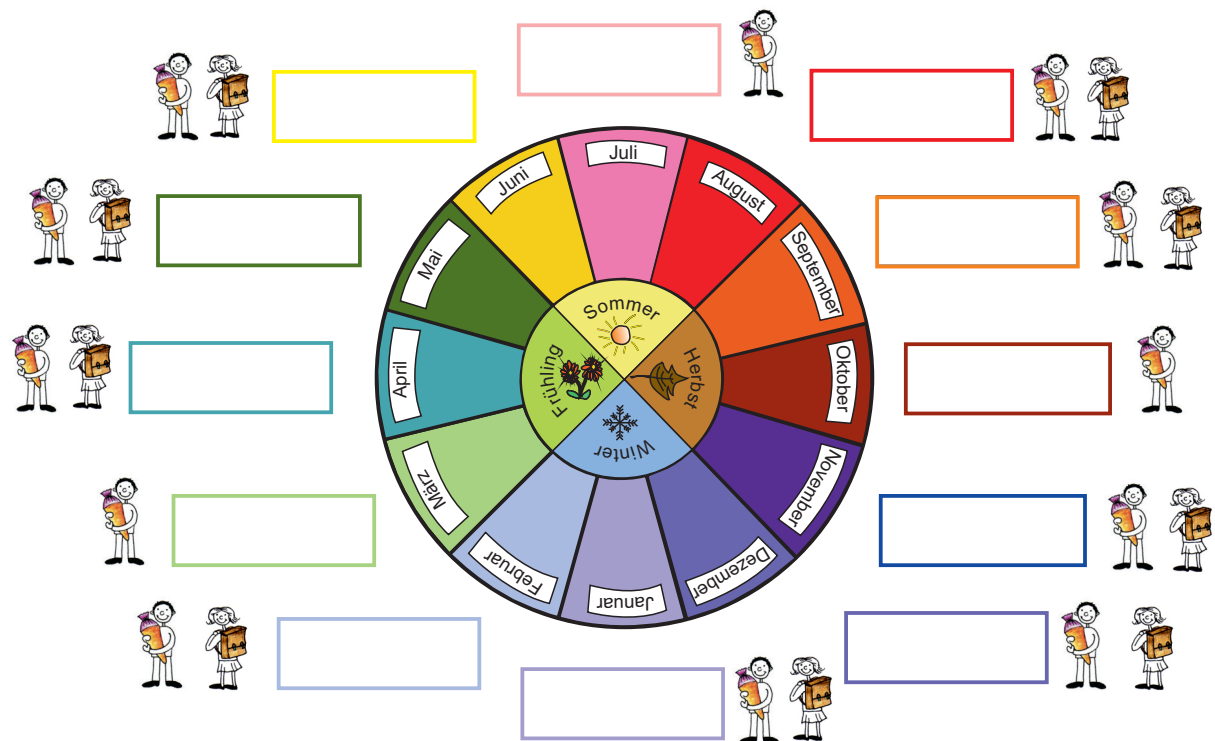 Juli
August
September
Oktober
November
Dezember
Januar
Februar
März
April
Mai
Juni
Sommer
Herbst
Winter
Frühling